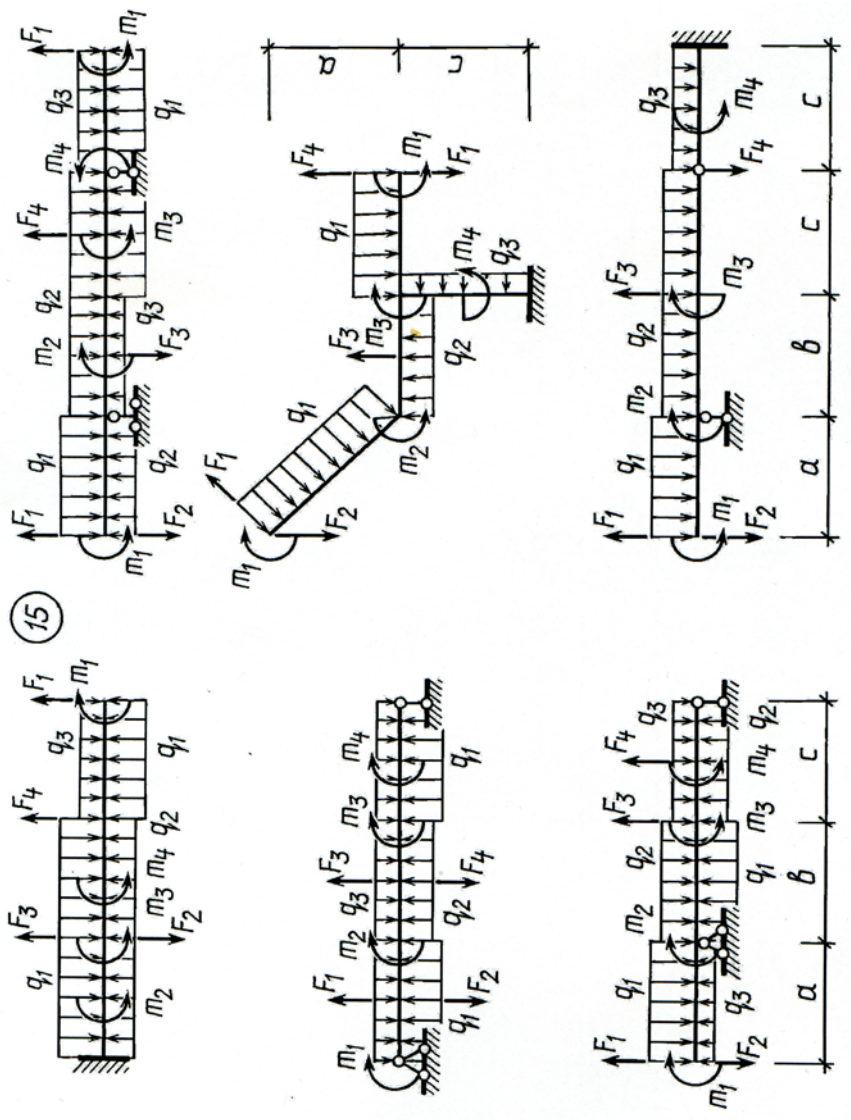 15
F3 F4 F1
q1 q3 m1
m2 F2 m3 m4 q2 q1
F1 F4 F1
q1 m2 q2 m4 q3 m1
m1 F2 q2 F3 q3 m3 q1
F1 F3
m1 q3 m2 m3 m4
q1 F2 q2 F4 q1
F1 q1 F4
m1 F3 q1 m1
F2 m2 m3 q2 m4 F1
q3
a
c
F1 F3 F4
q1 m2 q2 q3
m1 F2 q3 q1 m3 m4 q2
a b c
F1 F3
q1 m2 q2 q3
m1 F2 m3 F4 m4
a b c c